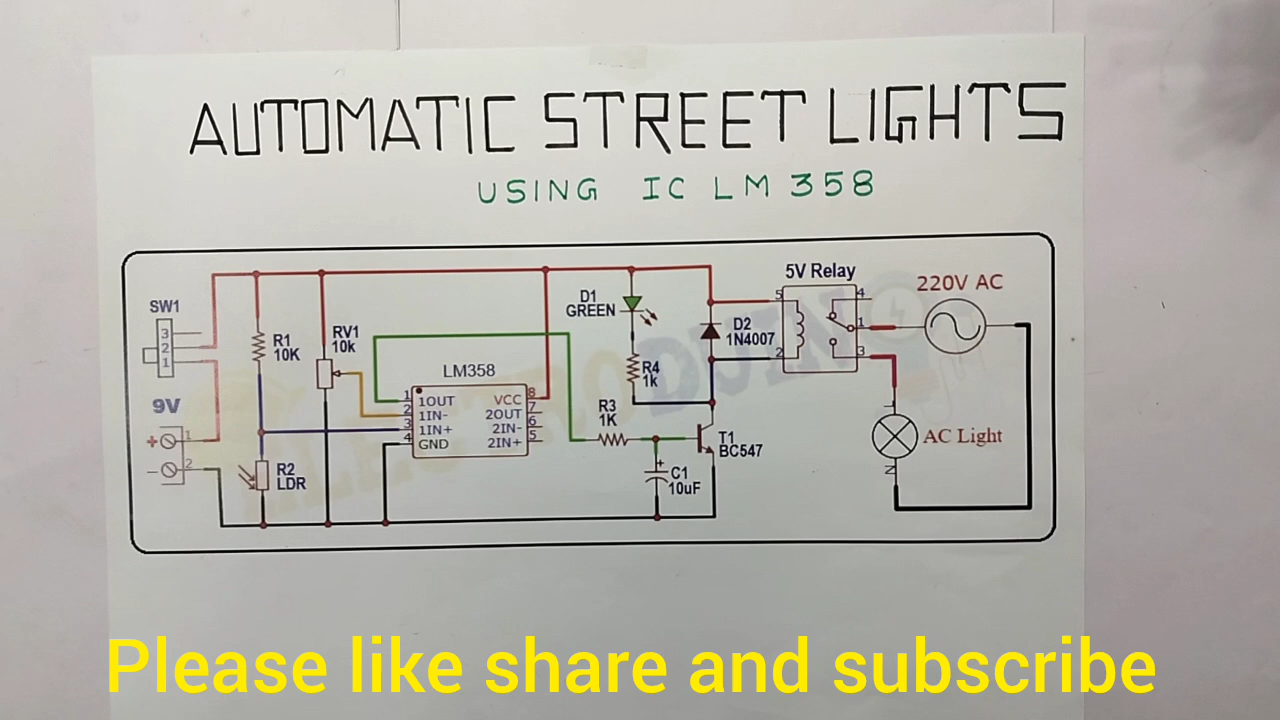 AUTOMATIC STREET LIGHTS
USING IC LM 358
SW1
3
2
1
9V
+
1
-
2
R1
10K
RV1
10k
R2
LDR
LM358
1 1OUT VCC 8
2 1IN- 2OUT 7
3 1IN+ 2IN- 6
4 GND 2IN+ 5
D1
GREEN
R4
1k
R3
1K
+
C1
10uF
D2
1N4007
T1
BC547
5V Relay
5
2
4
1
3
220V AC
L
AC Light
N
ELECTRODUINO
Please like share and subscribe